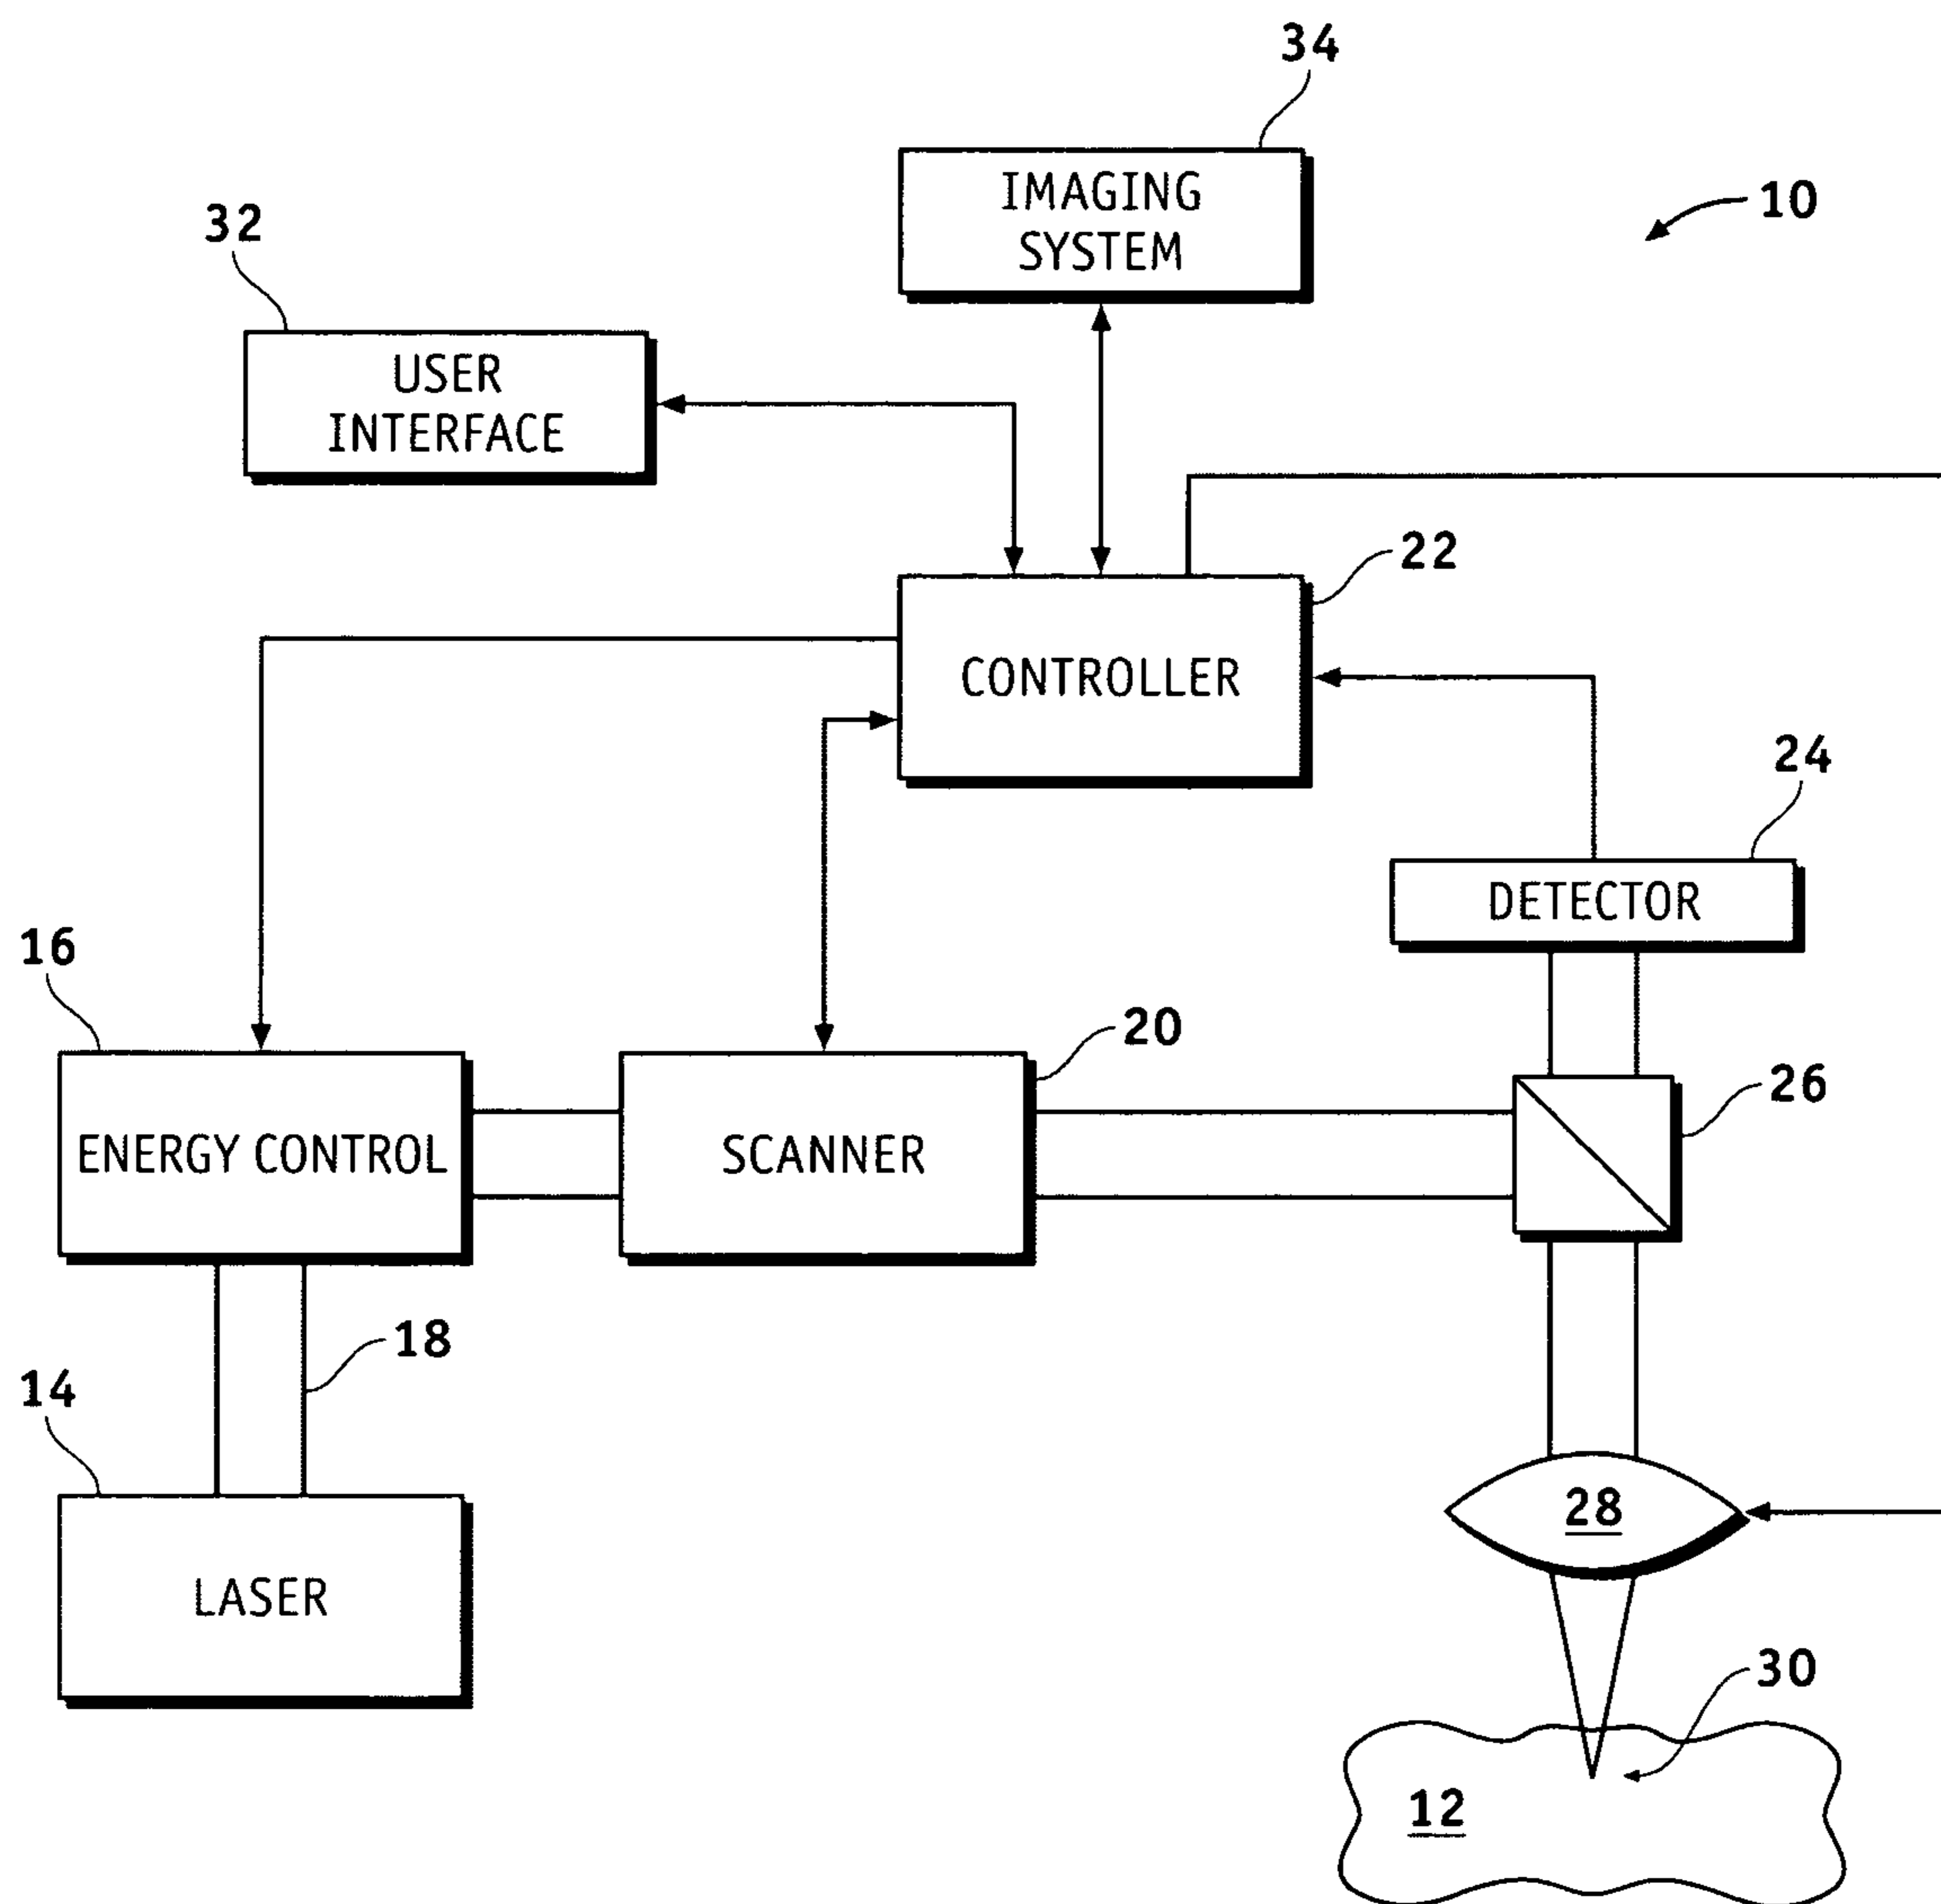 34
IMAGING
SYSTEM
10
32
USER
INTERFACE
22
CONTROLLER
24
DETECTOR
16
20
26
ENERGY CONTROL
SCANNER
18
14
28
LASER
30
12